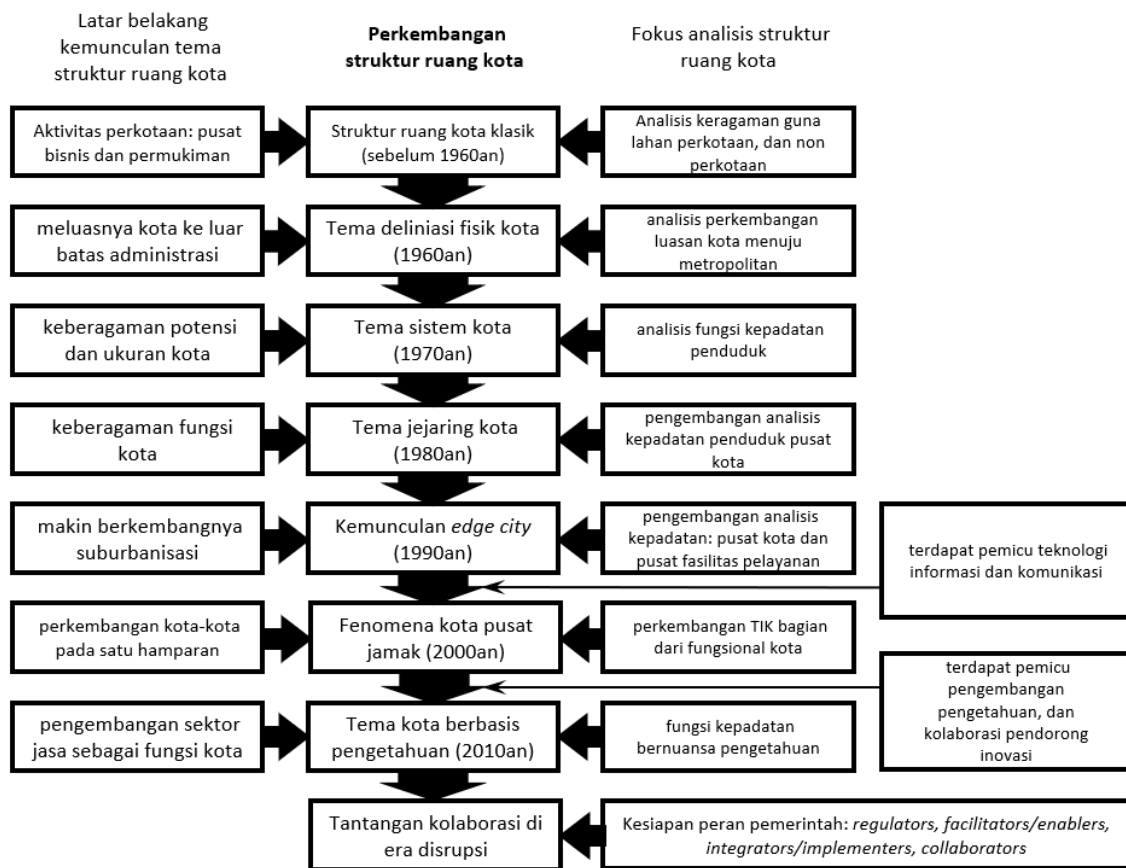 Latar belakang
kemunculan tema
struktur ruang kota
Perkembangan
struktur ruang kota
Fokus analisis struktur
ruang kota
Aktivitas perkotaan: pusat
bisnis dan permukiman
Struktur ruang kota klasik
(sebelum 1960an)
Analisis keragaman guna
lahan perkotaan, dan non
perkotaan
meluasnya kota ke luar
batas administrasi
Tema deliniasi fisik kota
(1960an)
analisis perkembangan
luasan kota menuju
metropolitan
keberagaman potensi
dan ukuran kota
Tema sistem kota
(1970an)
analisis fungsi kepadatan
penduduk
keberagaman fungsi
kota
Tema jejaring kota
(1980an)
pengembangan analisis
kepadatan penduduk pusat
kota
makin berkembangnya
suburbanisasi
Kemunculan edge city
(1990an)
pengembangan analisis
kepadatan: pusat kota dan
pusat fasilitas pelayanan
terdapat pemicu teknologi
informasi dan komunikasi
perkembangan kota-kota
pada satu hamparan
Fenomena kota pusat
jamak (2000an)
perkembangan TIK bagian
dari fungsional kota
terdapat pemicu
pengembangan
pengetahuan, dan
kolaborasi pendorong
inovasi
pengembangan sektor
jasa sebagai fungsi kota
Tema kota berbasis
pengetahuan (2010an)
fungsi kepadatan
bernuansa pengetahuan
Tantangan kolaborasi di
era disrupsi
Kesiapan peran pemerintah: regulators, facilitators/enablers,
integrators/implementers, collaborators